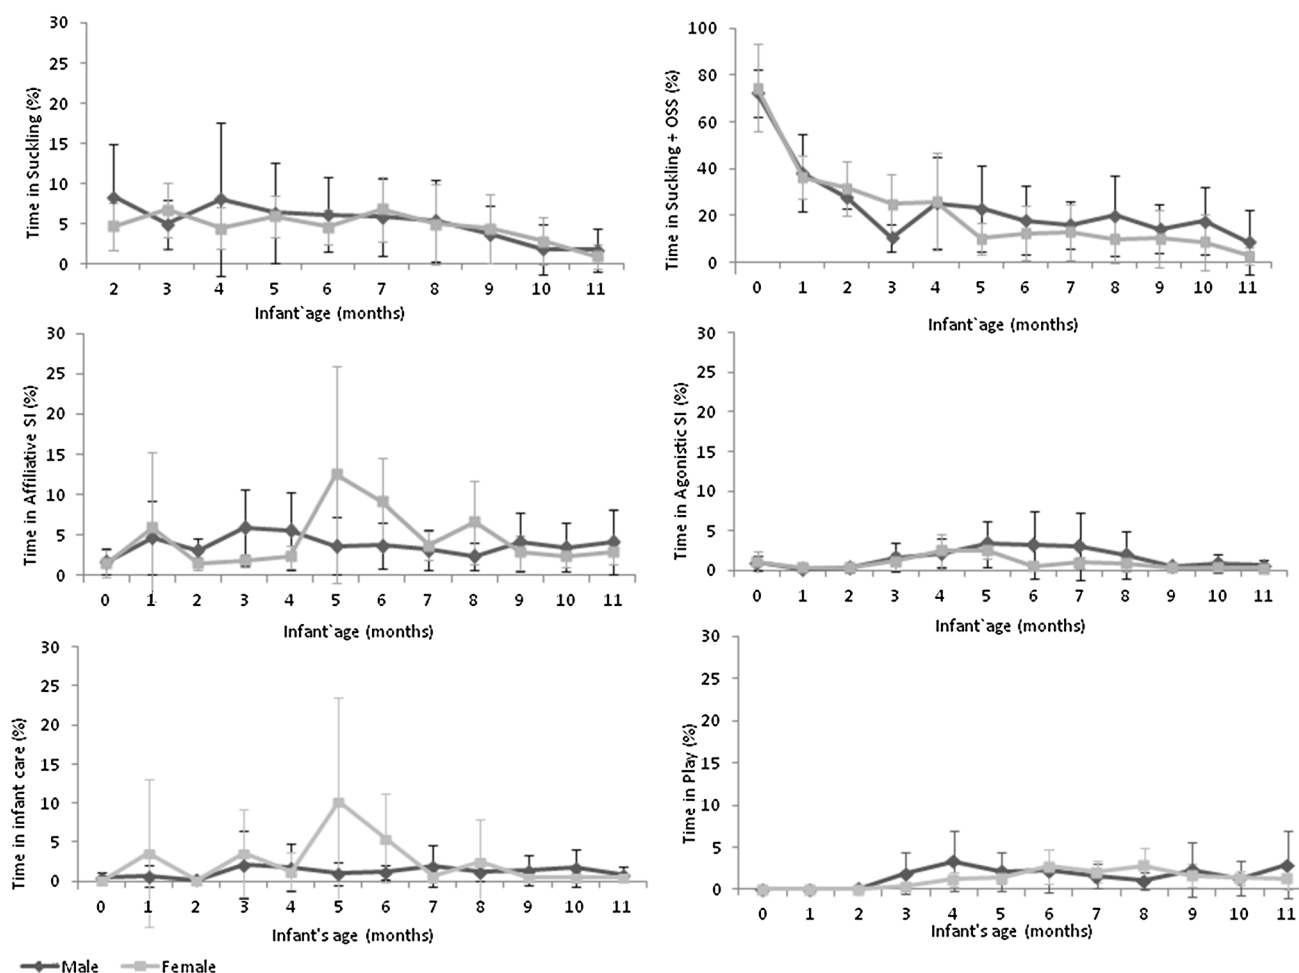 Time in Suckling (%)
30
25
20
15
10
5
0
2 3 4 5 6 7 8 9 10 11
Infant`age (months)
Time in Suckling + OSS (%)
100
80
60
40
20
0
0 1 2 3 4 5 6 7 8 9 10 11
Infant`age (months)
Time in Affiliative SI (%)
30
25
20
15
10
5
0
0 1 2 3 4 5 6 7 8 9 10 11
Infant`age (months)
Time in Agonistic SI (%)
30
25
20
15
10
5
0
0 1 2 3 4 5 6 7 8 9 10 11
Infant`age (months)
Time in infant care (%)
30
25
20
15
10
5
0
0 1 2 3 4 5 6 7 8 9 10 11
Infant's age (months)
Time in Play (%)
30
25
20
15
10
5
0
0 1 2 3 4 5 6 7 8 9 10 11
Infant's age (months)
Male Female